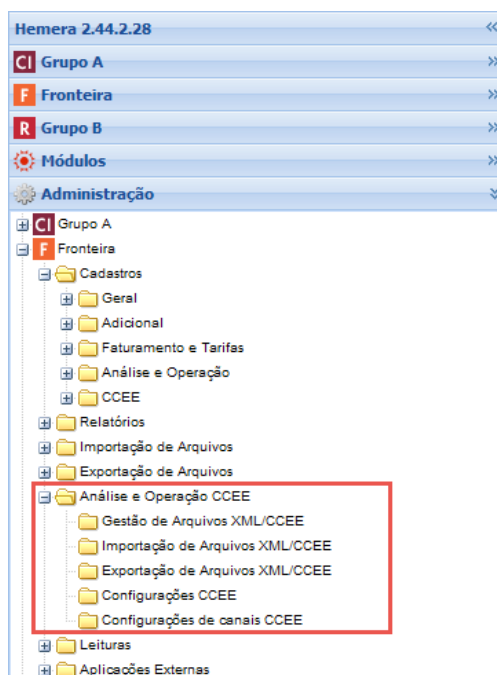 Hemera 2.44.2.28
CI Grupo A
F Fronteira
R Grupo B
Módulos
Administração
CI Grupo A
F Fronteira
Cadastros
Geral
Adicional
Faturamento e Tarifas
Análise e Operação
CCEE
Relatórios
Importação de Arquivos
Exportação de Arquivos
Análise e Operação CCEE
Gestão de Arquivos XML/CCEE
Importação de Arquivos XML/CCEE
Exportação de Arquivos XML/CCEE
Configurações CCEE
Configurações de canais CCEE
Leituras
Aplicações Externas